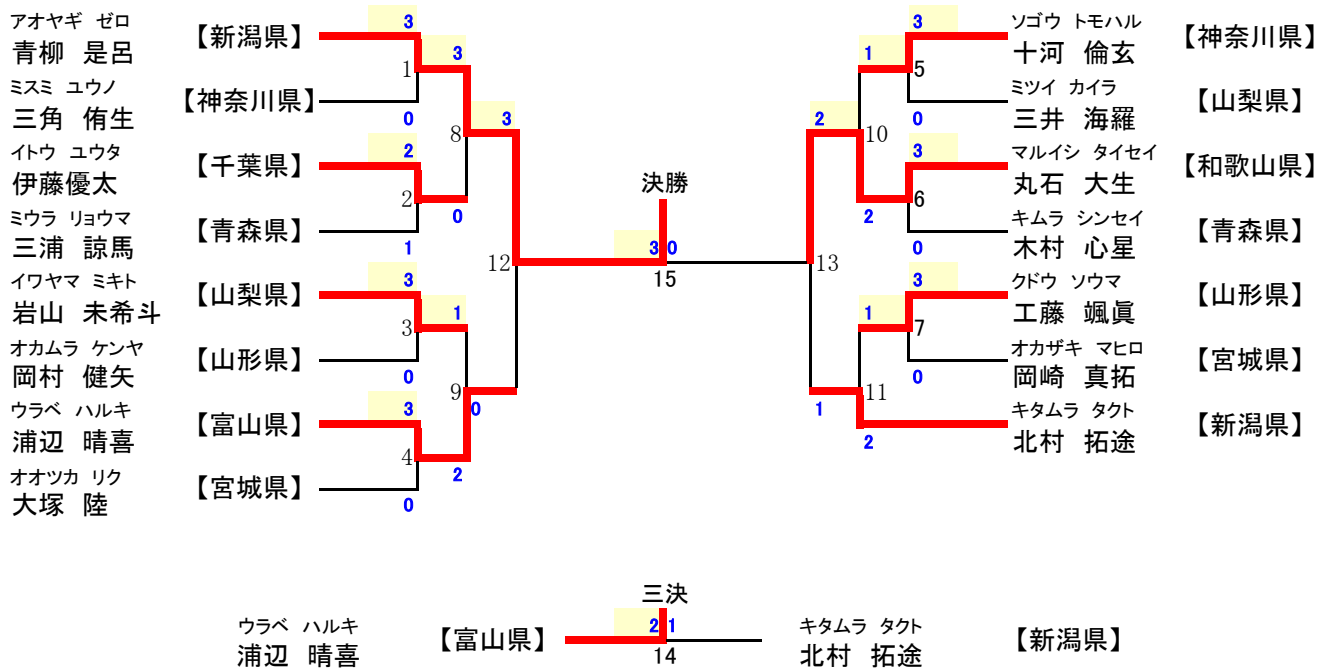 アオヤギ ゼロ
青柳 是呂
【新潟県】
3
1
3
ミスミ ユウノ
三角 侑生
【神奈川県】
0
8
3
イトウ ユウタ
伊藤優太
【千葉県】
2
2
0
ミウラ リョウマ
三浦 諒馬
【青森県】
1
12
イワヤマ ミキト
岩山 未希斗
【山梨県】
3
3
1
オカムラ ケンヤ
岡村 健矢
【山形県】
0
9
0
ウラベ ハルキ
浦辺 晴喜
【富山県】
3
4
2
オオツカ リク
大塚 陸
【宮城県】
0
決勝
3 0
15
ソゴウ トモハル
十河 倫玄
【神奈川県】
3
5
1
ミツイ カイラ
三井 海羅
【山梨県】
0
10
2
マルイシ タイセイ
丸石 大生
【和歌山県】
3
6
2
キムラ シンセイ
木村 心星
【青森県】
0
13
クドウ ソウマ
工藤 颯眞
【山形県】
3
7
1
オカザキ マヒロ
岡崎 真拓
【宮城県】
0
11
1
キタムラ タクト
北村 拓途
【新潟県】
2
三決
ウラベ ハルキ
浦辺 晴喜
【富山県】
2 1
14
キタムラ タクト
北村 拓途
【新潟県】